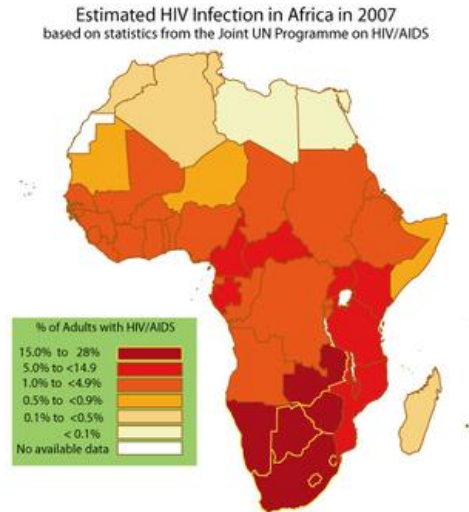 Estimated HIV Infection in Africa in 2007
based on statistics from the Joint UN Programme on HIV/AIDS
% of Adults with HIV/AIDS
15.0% to 28%
5.0% to <14.9
1.0% to <4.9%
0.5% to <0.9%
0.1% to <0.5%
< 0.1%
No available data